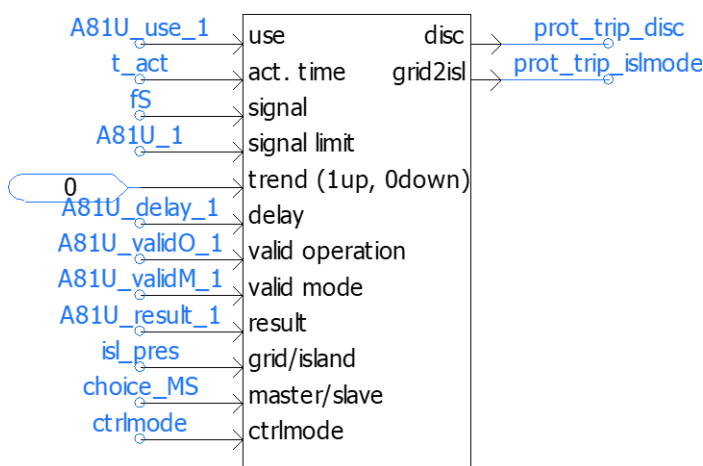 A81U_use_1 use disc prot_trip_disc
t_act act. time grid2isl prot_trip_islmode
fS signal
A81U_1 signal limit
0 trend (1up, 0down)
A81U_delay_1 delay
A81U_validO_1 valid operation
A81U_validM_1 valid mode
A81U_result_1 result
isl_pres grid/island
choice_MS master/slave
ctrlmode ctrlmode